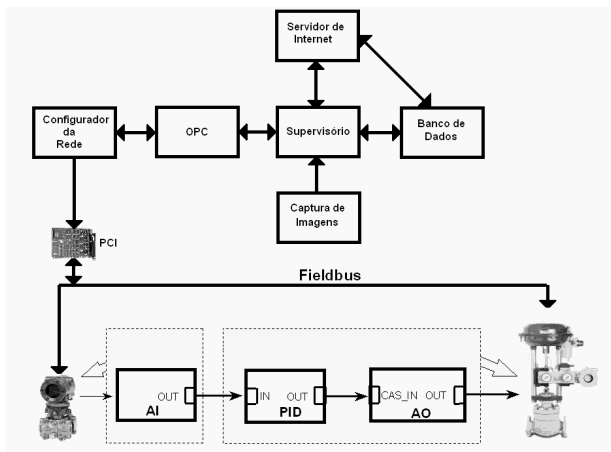 Servidor de
Internet
Configurador
da
Rede
OPC
Supervisório
Banco de
Dados
Captura de
Imagens
PCI
Fieldbus
OUT
AI
IN OUT
PID
CAS_IN OUT
AO